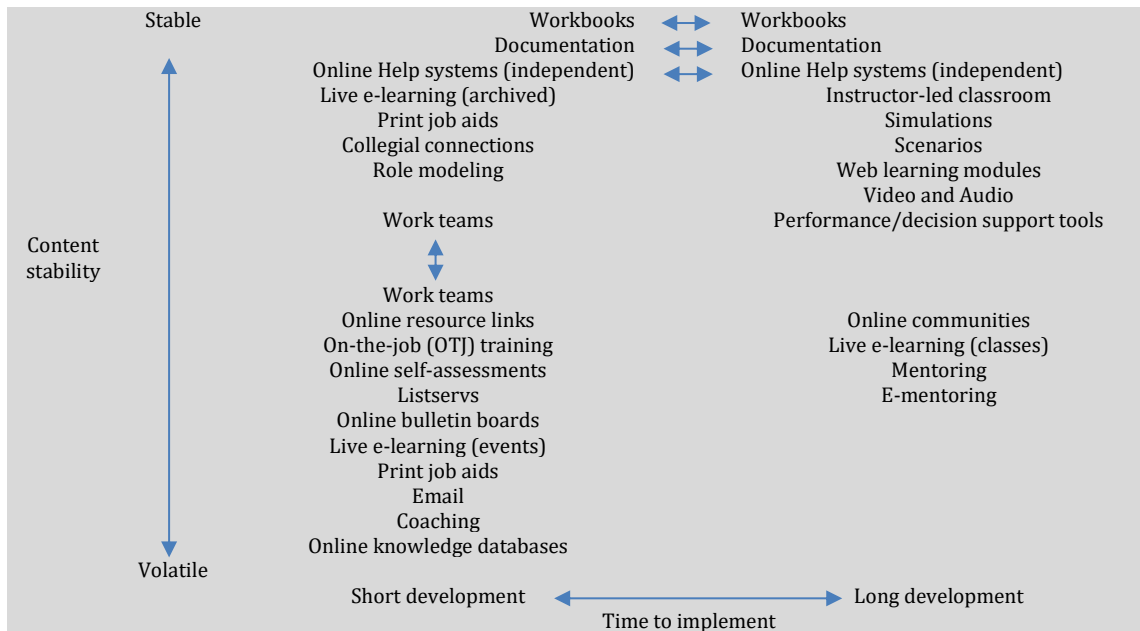 Stable
Workbooks
Workbooks
Documentation
Documentation
Online Help systems (independent)
Online Help systems (independent)
Live e-learning (archived)
Instructor-led classroom
Print job aids
Simulations
Collegial connections
Scenarios
Role modeling
Web learning modules
Video and Audio
Work teams
Performance/decision support tools
Content
stability
Work teams
Online resource links
Online communities
On-the-job (OTJ) training
Live e-learning (classes)
Online self-assessments
Mentoring
Listservs
E-mentoring
Online bulletin boards
Live e-learning (events)
Print job aids
Email
Coaching
Online knowledge databases
Volatile
Short development
Long development
Time to implement